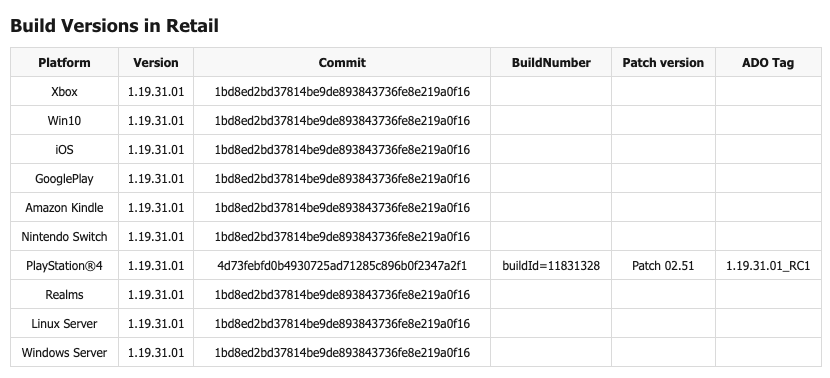 Build Versions in Retail
Platform Version Commit BuildNumber Patch version ADO Tag
Xbox 1.19.31.01 1bd8ed2bd37814be9de893843736fe8e219a0f16
Win10 1.19.31.01 1bd8ed2bd37814be9de893843736fe8e219a0f16
iOS 1.19.31.01 1bd8ed2bd37814be9de893843736fe8e219a0f16
GooglePlay 1.19.31.01 1bd8ed2bd37814be9de893843736fe8e219a0f16
Amazon Kindle 1.19.31.01 1bd8ed2bd37814be9de893843736fe8e219a0f16
Nintendo Switch 1.19.31.01 1bd8ed2bd37814be9de893843736fe8e219a0f16
PlayStation®4 1.19.31.01 4d73febfd0b4930725ad71285c896b0f2347a2f1 buildId=11831328 Patch 02.51 1.19.31.01_RC1
Realms 1.19.31.01 1bd8ed2bd37814be9de893843736fe8e219a0f16
Linux Server 1.19.31.01 1bd8ed2bd37814be9de893843736fe8e219a0f16
Windows Server 1.19.31.01 1bd8ed2bd37814be9de893843736fe8e219a0f16